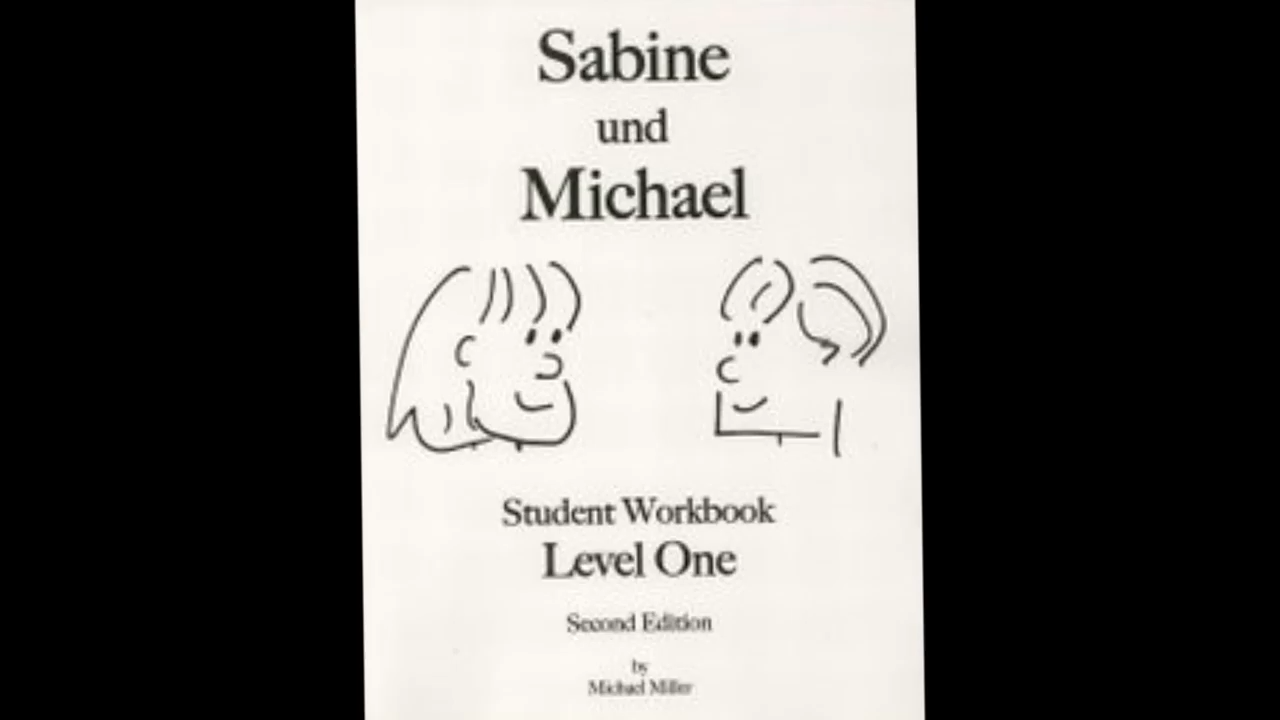 Sabine
und
Michael
Student Workbook
Level One
Second Edition
by
Michael Miller